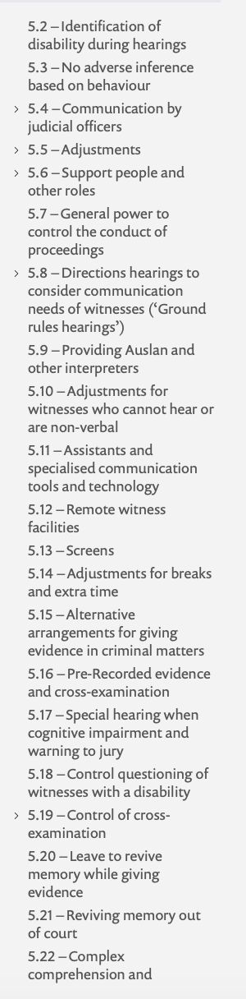 5.2 – Identification of
disability during hearings
5.3 – No adverse inference
based on behaviour
5.4 – Communication by
judicial officers
5.5 – Adjustments
5.6 – Support people and
other roles
5.7 – General power to
control the conduct of
proceedings
5.8 – Directions hearings to
consider communication
needs of witnesses (‘Ground
rules hearings’)
5.9 – Providing Auslan and
other interpreters
5.10 – Adjustments for
witnesses who cannot hear or
are non-verbal
5.11 – Assistants and
specialised communication
tools and technology
5.12 – Remote witness
facilities
5.13 – Screens
5.14 – Adjustments for breaks
and extra time
5.15 – Alternative
arrangements for giving
evidence in criminal matters
5.16 – Pre-Recorded evidence
and cross-examination
5.17 – Special hearing when
cognitive impairment and
warning to jury
5.18 – Control questioning of
witnesses with a disability
5.19 – Control of cross-
examination
5.20 – Leave to revive
memory while giving
evidence
5.21 – Reviving memory out
of court
5.22 – Complex
comprehension and